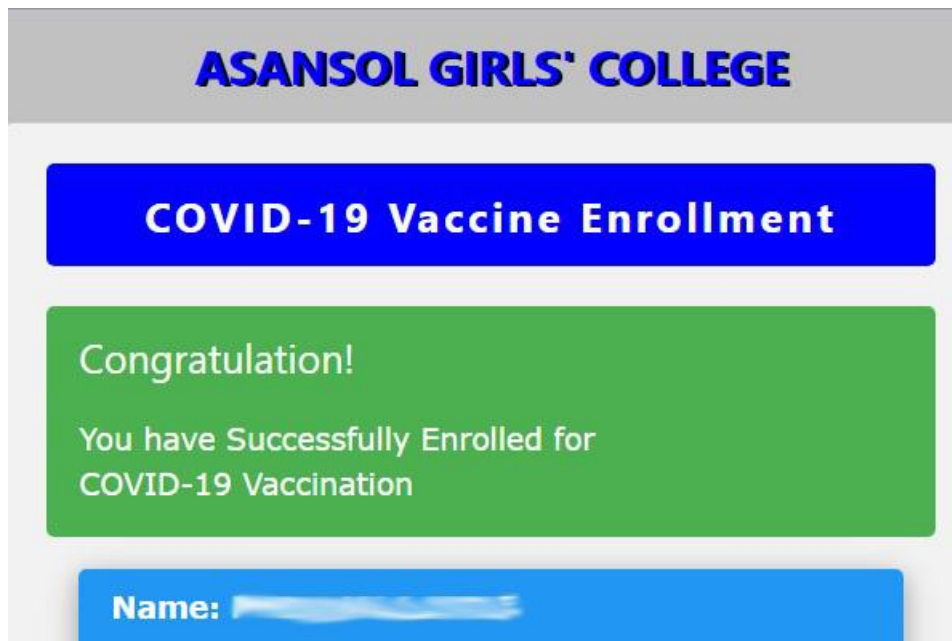 ASANSOL GIRLS' COLLEGE
COVID-19 Vaccine Enrollment
Congratulation!
You have Successfully Enrolled for
COVID-19 Vaccination
Name: